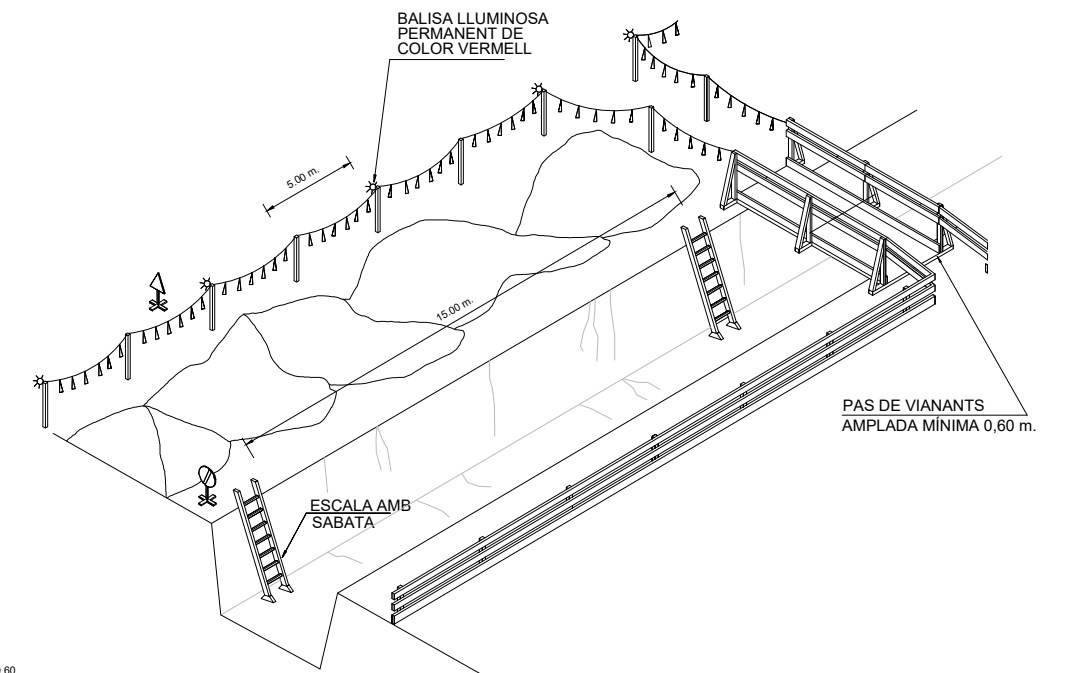 BALISA LLUMINOSA
PERMANENT DE
COLOR VERMELL
5.00 m.
15.00 m.
PAS DE VIANANTS
AMPLADA MÍNIMA 0,60 m.
ESCALA AMB
SABATA